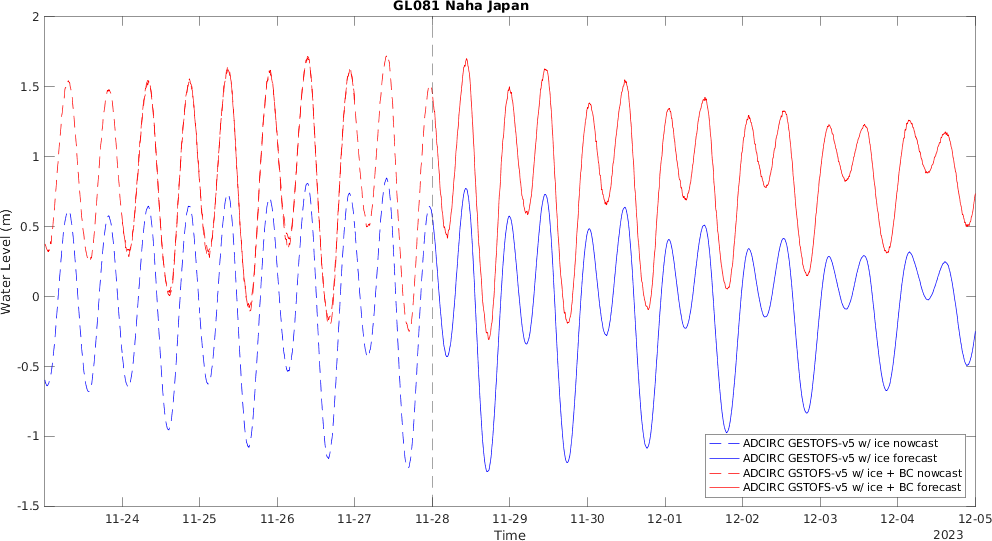 GL081 Naha Japan
2
1.5
1
0.5
0
-0.5
-1
-1.5
Water Level (m)
ADCIRC GESTOFS-v5 w/ ice nowcast
ADCIRC GESTOFS-v5 w/ ice forecast
ADCIRC GSTOFS-v5 w/ ice + BC nowcast
ADCIRC GSTOFS-v5 w/ ice + BC forecast
11-24 11-25 11-26 11-27 11-28 11-29 11-30 12-01 12-02 12-03 12-04 12-05
Time
2023